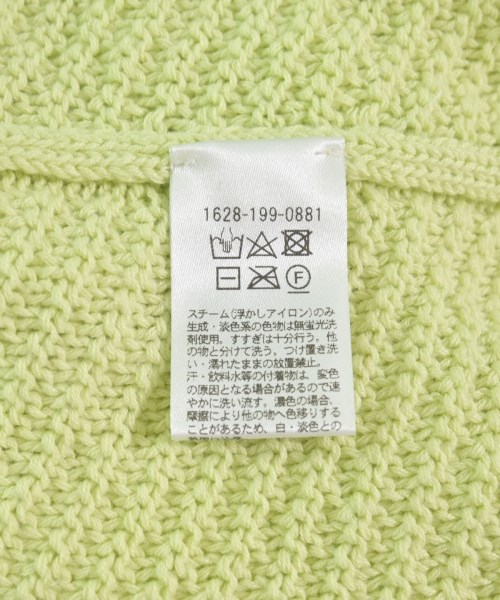 1628-199-0881
F
スチーム(浮かしアイロン)のみ
生成・淡色系の色物は無蛍光洗
剤使用。すすぎは十分行う。他
の物と分けて洗う。つけ置き洗
い・濡れたままの放置禁止。
汗・飲料水等の付着物は、変色
の原因となる場合があるので速
やかに洗い流す。濃色の場合、
摩擦により他の物へ色移りする
ことがあるため、白・淡色との